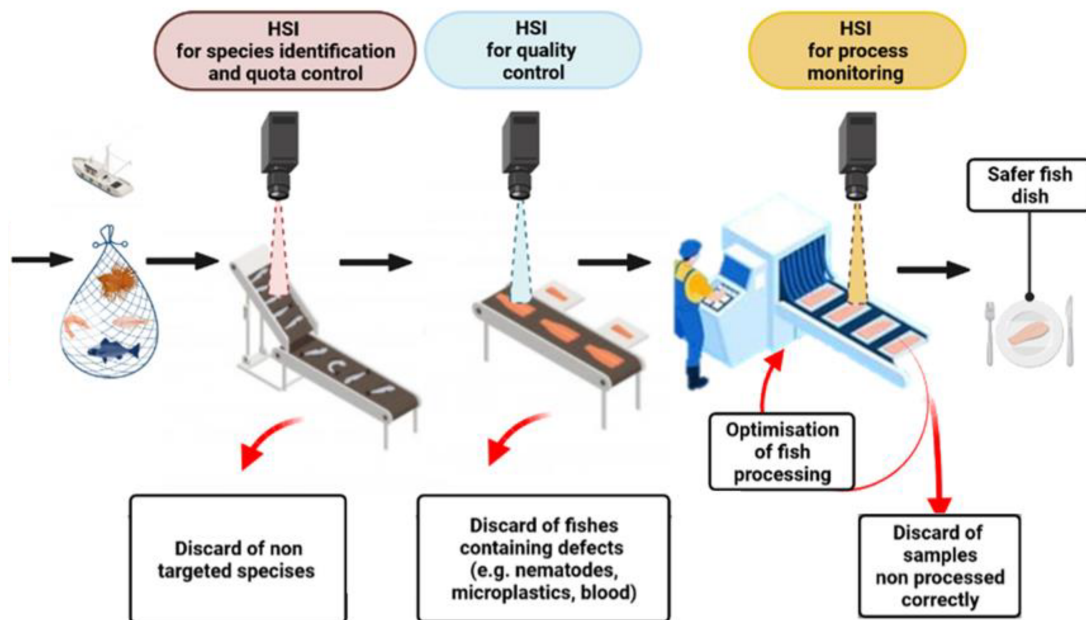 HSI
for species identification
and quota control
HSI
for quality
control
HSI
for process
monitoring
Safer fish
dish
Optimisation
of fish
processing
Discard of non
targeted specises
Discard of fishes
containing defects
(e.g. nematodes,
microplastics, blood)
Discard of
samples
non processed
correctly